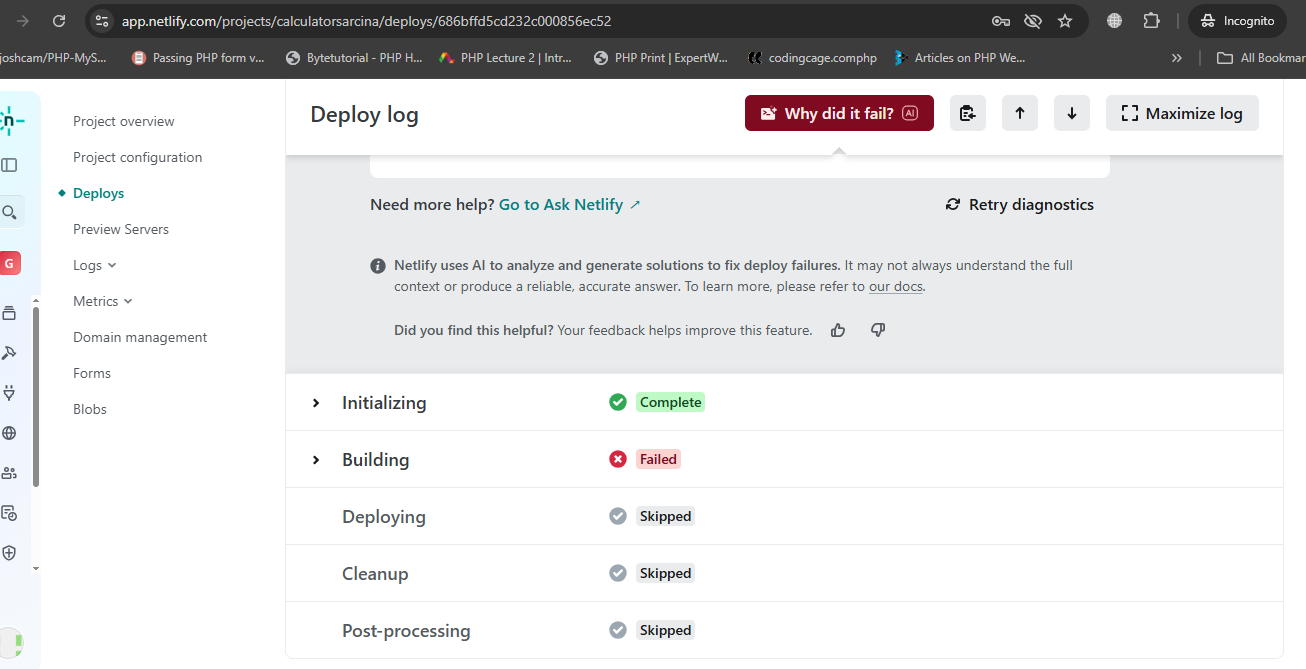 app.netlify.com/projects/calculatorsarcina/deploys/686bffd5cd232c000856ec52
Incognito
joshcam/PHP-MyS...
Passing PHP form v...
Bytetutorial - PHP H...
PHP Lecture 2 | Intr...
PHP Print | ExpertW...
codingcage.comphp
Articles on PHP We...
»
All Bookmar
n
G
Project overview
Project configuration
Deploys
Preview Servers
Logs
Metrics
Domain management
Forms
Blobs
Deploy log
Why did it fail? AI
Maximize log
Need more help? Go to Ask Netlify ↗
Retry diagnostics
Netlify uses AI to analyze and generate solutions to fix deploy failures. It may not always understand the full
context or produce a reliable, accurate answer. To learn more, please refer to our docs.
Did you find this helpful? Your feedback helps improve this feature.
Initializing Complete
Building Failed
Deploying Skipped
Cleanup Skipped
Post-processing Skipped